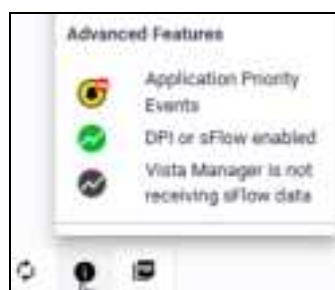 Advanced Features
Application Priority
Events
DPI or sFlow enabled
Vista Manager is not
receiving sFlow data